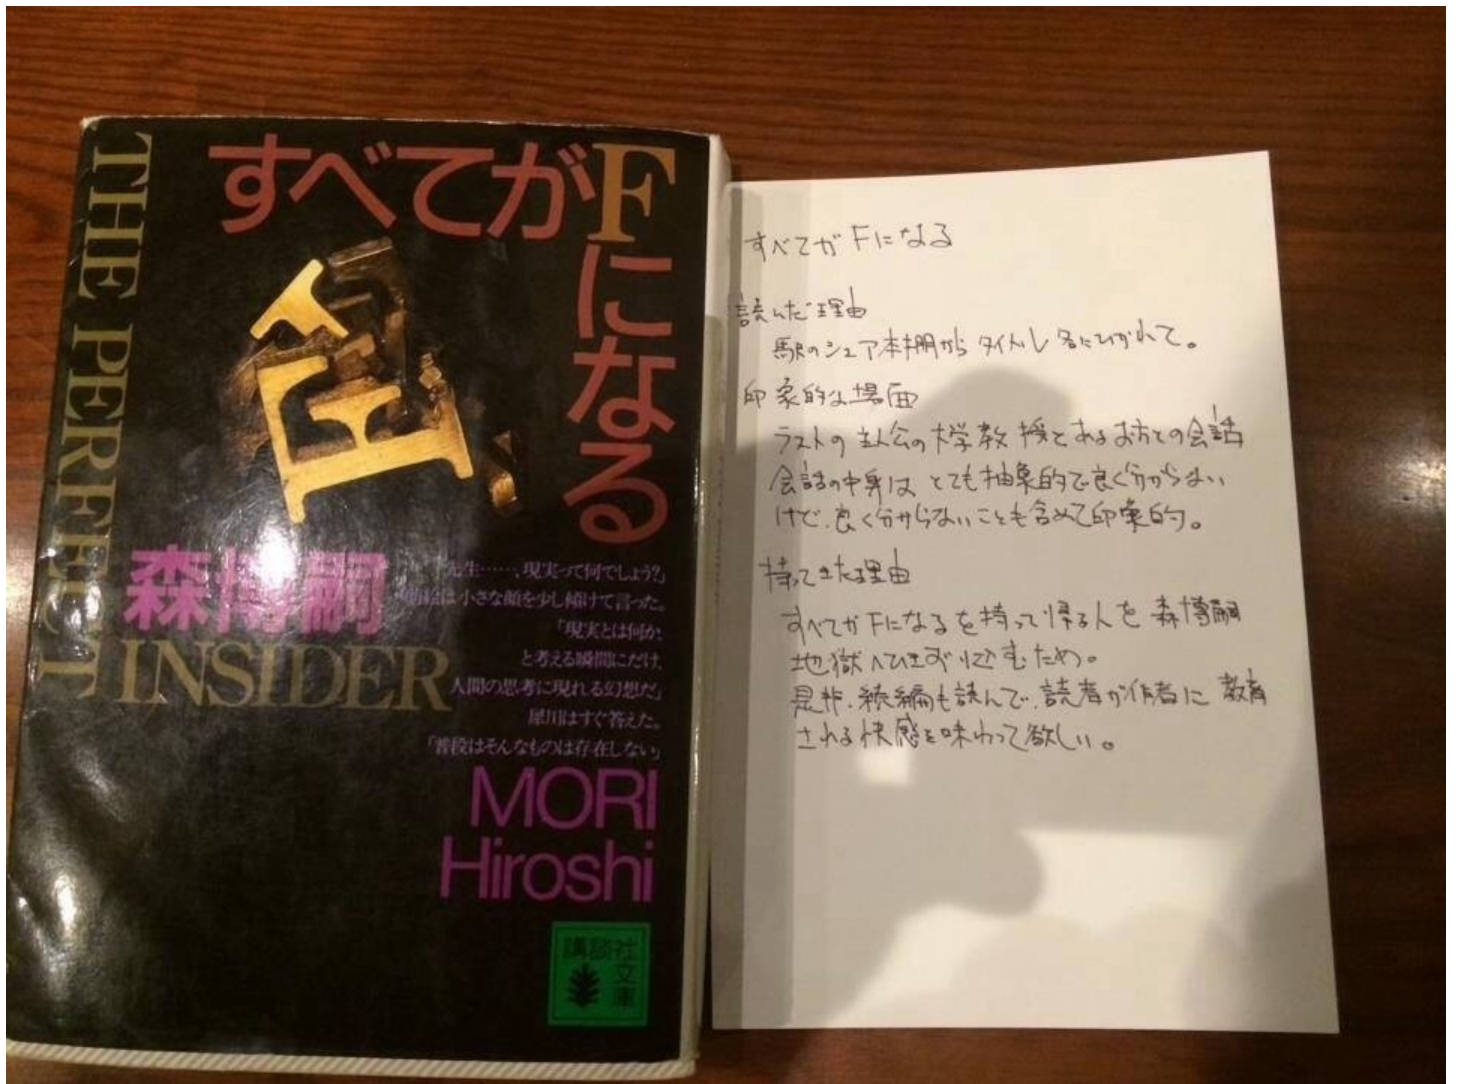 すべてがFになる
THE PERFECT INSIDER
森博嗣
「先生……、現実って何でしょう?」
萌絵は小さな顔を少し傾けて言った。
「現実とは何か、
と考える瞬間にだけ、
人間の思考に現れる幻想だ」
犀川はすぐ答えた。
「普段はそんなものは存在しない」
MORI
Hiroshi
講談社
文庫
すべてがFになる
読んだ理由
駅のシェア本棚からタイトル名にひかれて。
印象的な場面
ラストの主人公の大学教授とあるお方との会話
会話の中身はとても抽象的で良く分からない
けど、良く分からないことも含めて印象的。
持ってきた理由
すべてがFになるを持って帰る人を森博嗣
地獄へひきずり込むため。
是非、続編も読んで、読者が作者に教育
される快感を味わって欲しい。